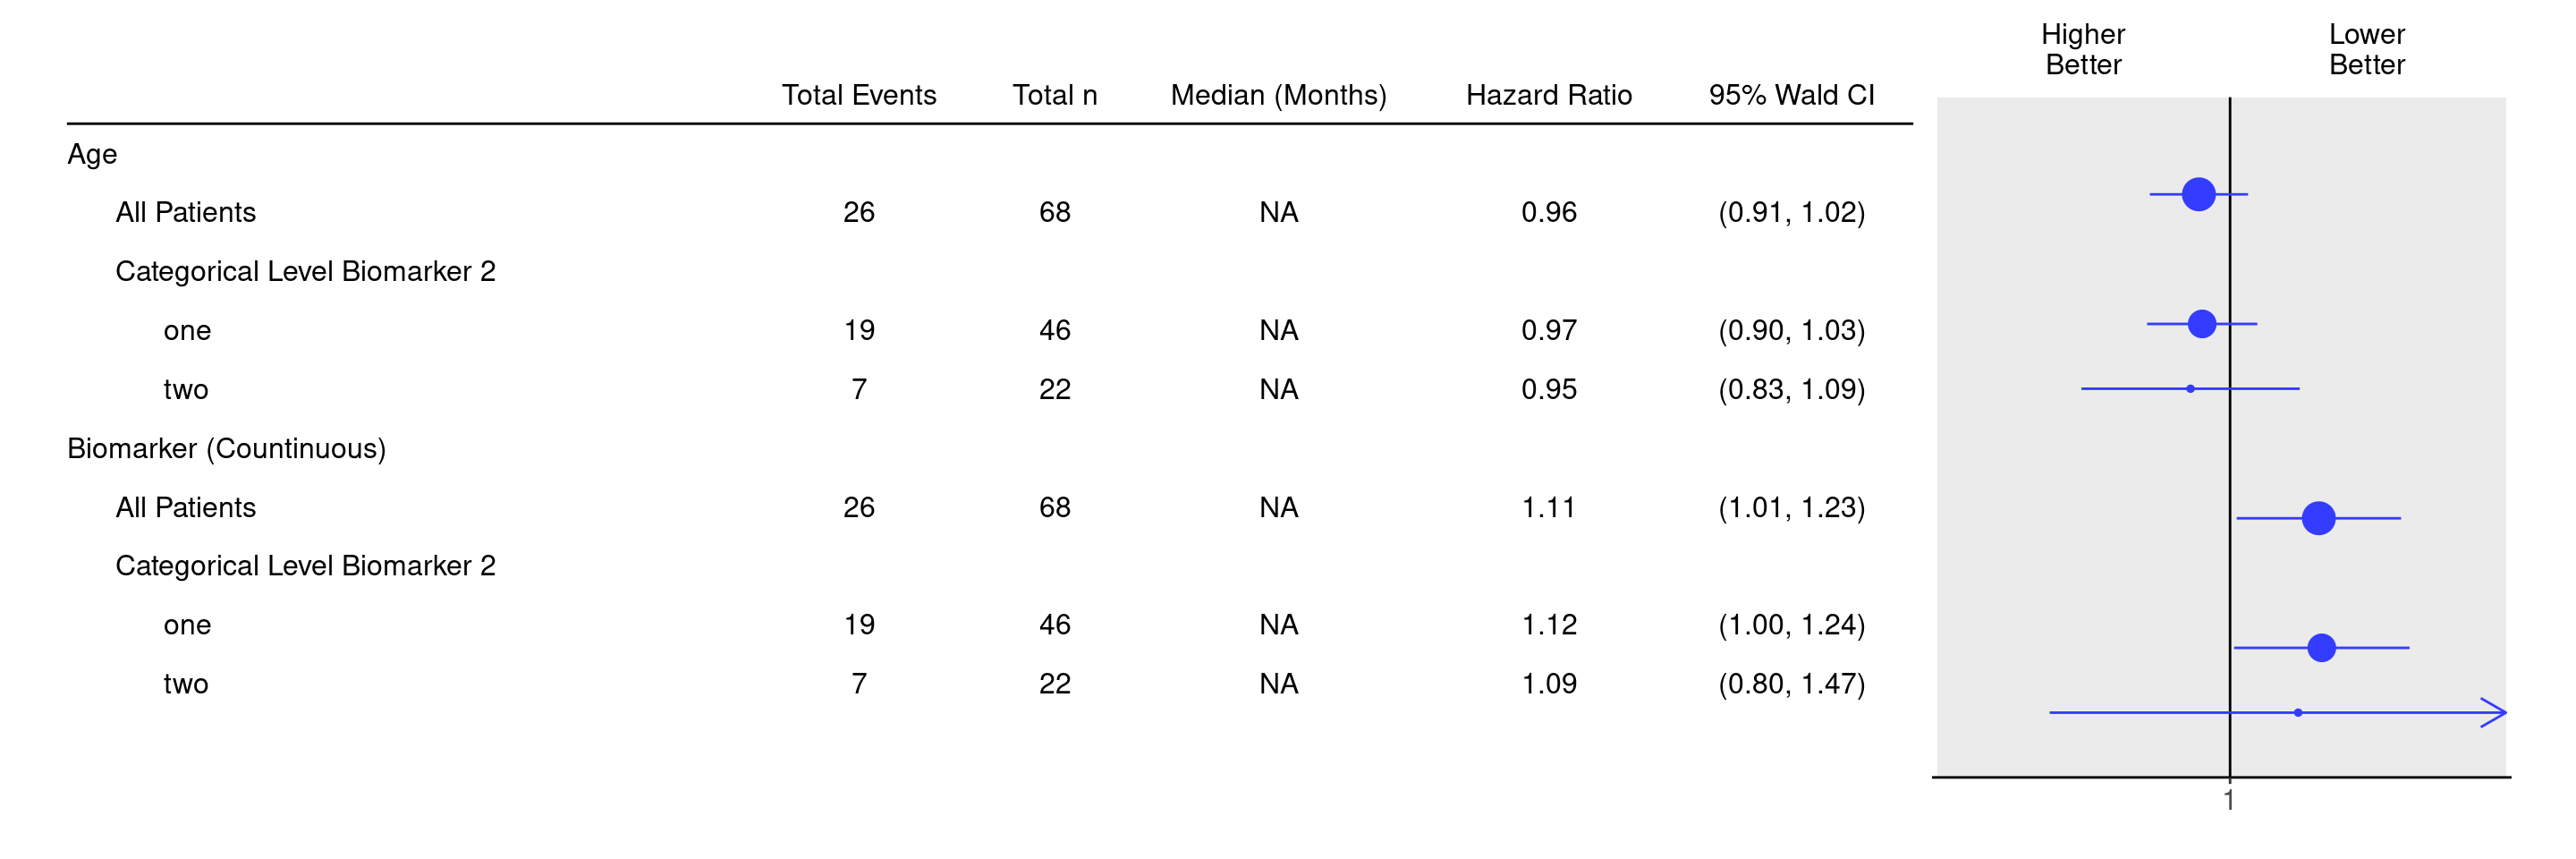 Higher Better Lower Better
Total Events Total n Median (Months) Hazard Ratio 95% Wald CI
Age
All Patients 26 68 NA 0.96 (0.91, 1.02)
Categorical Level Biomarker 2
one 19 46 NA 0.97 (0.90, 1.03)
two 7 22 NA 0.95 (0.83, 1.09)
Biomarker (Countinuous)
All Patients 26 68 NA 1.11 (1.01, 1.23)
Categorical Level Biomarker 2
one 19 46 NA 1.12 (1.00, 1.24)
two 7 22 NA 1.09 (0.80, 1.47)
1